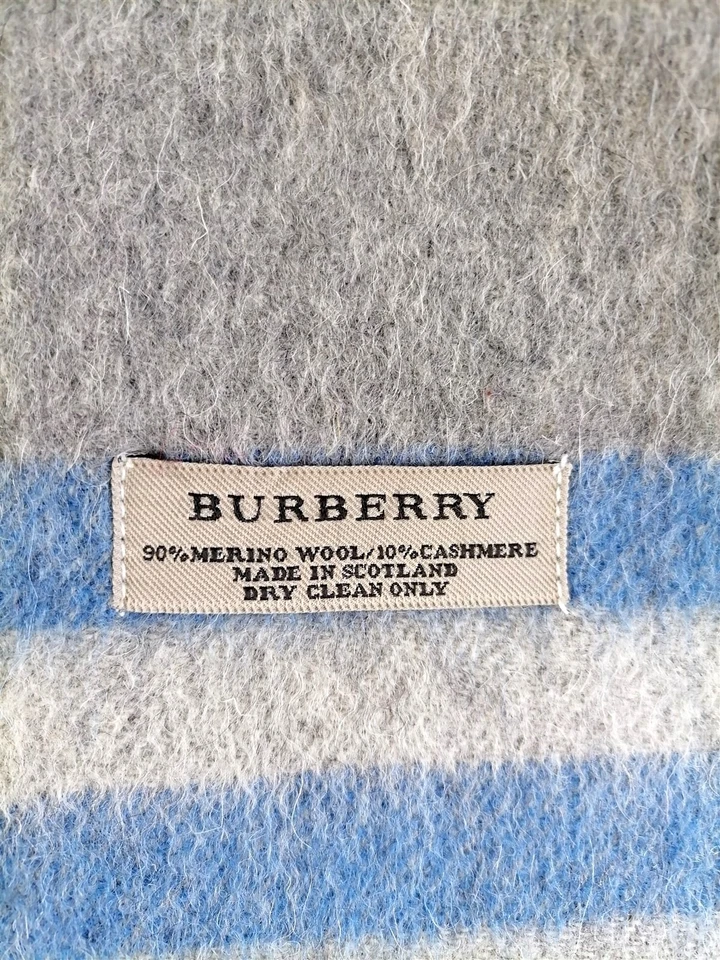 BURBERRY
90%MERINO WOOL/10%CASHMERE
MADE IN SCOTLAND
DRY CLEAN ONLY